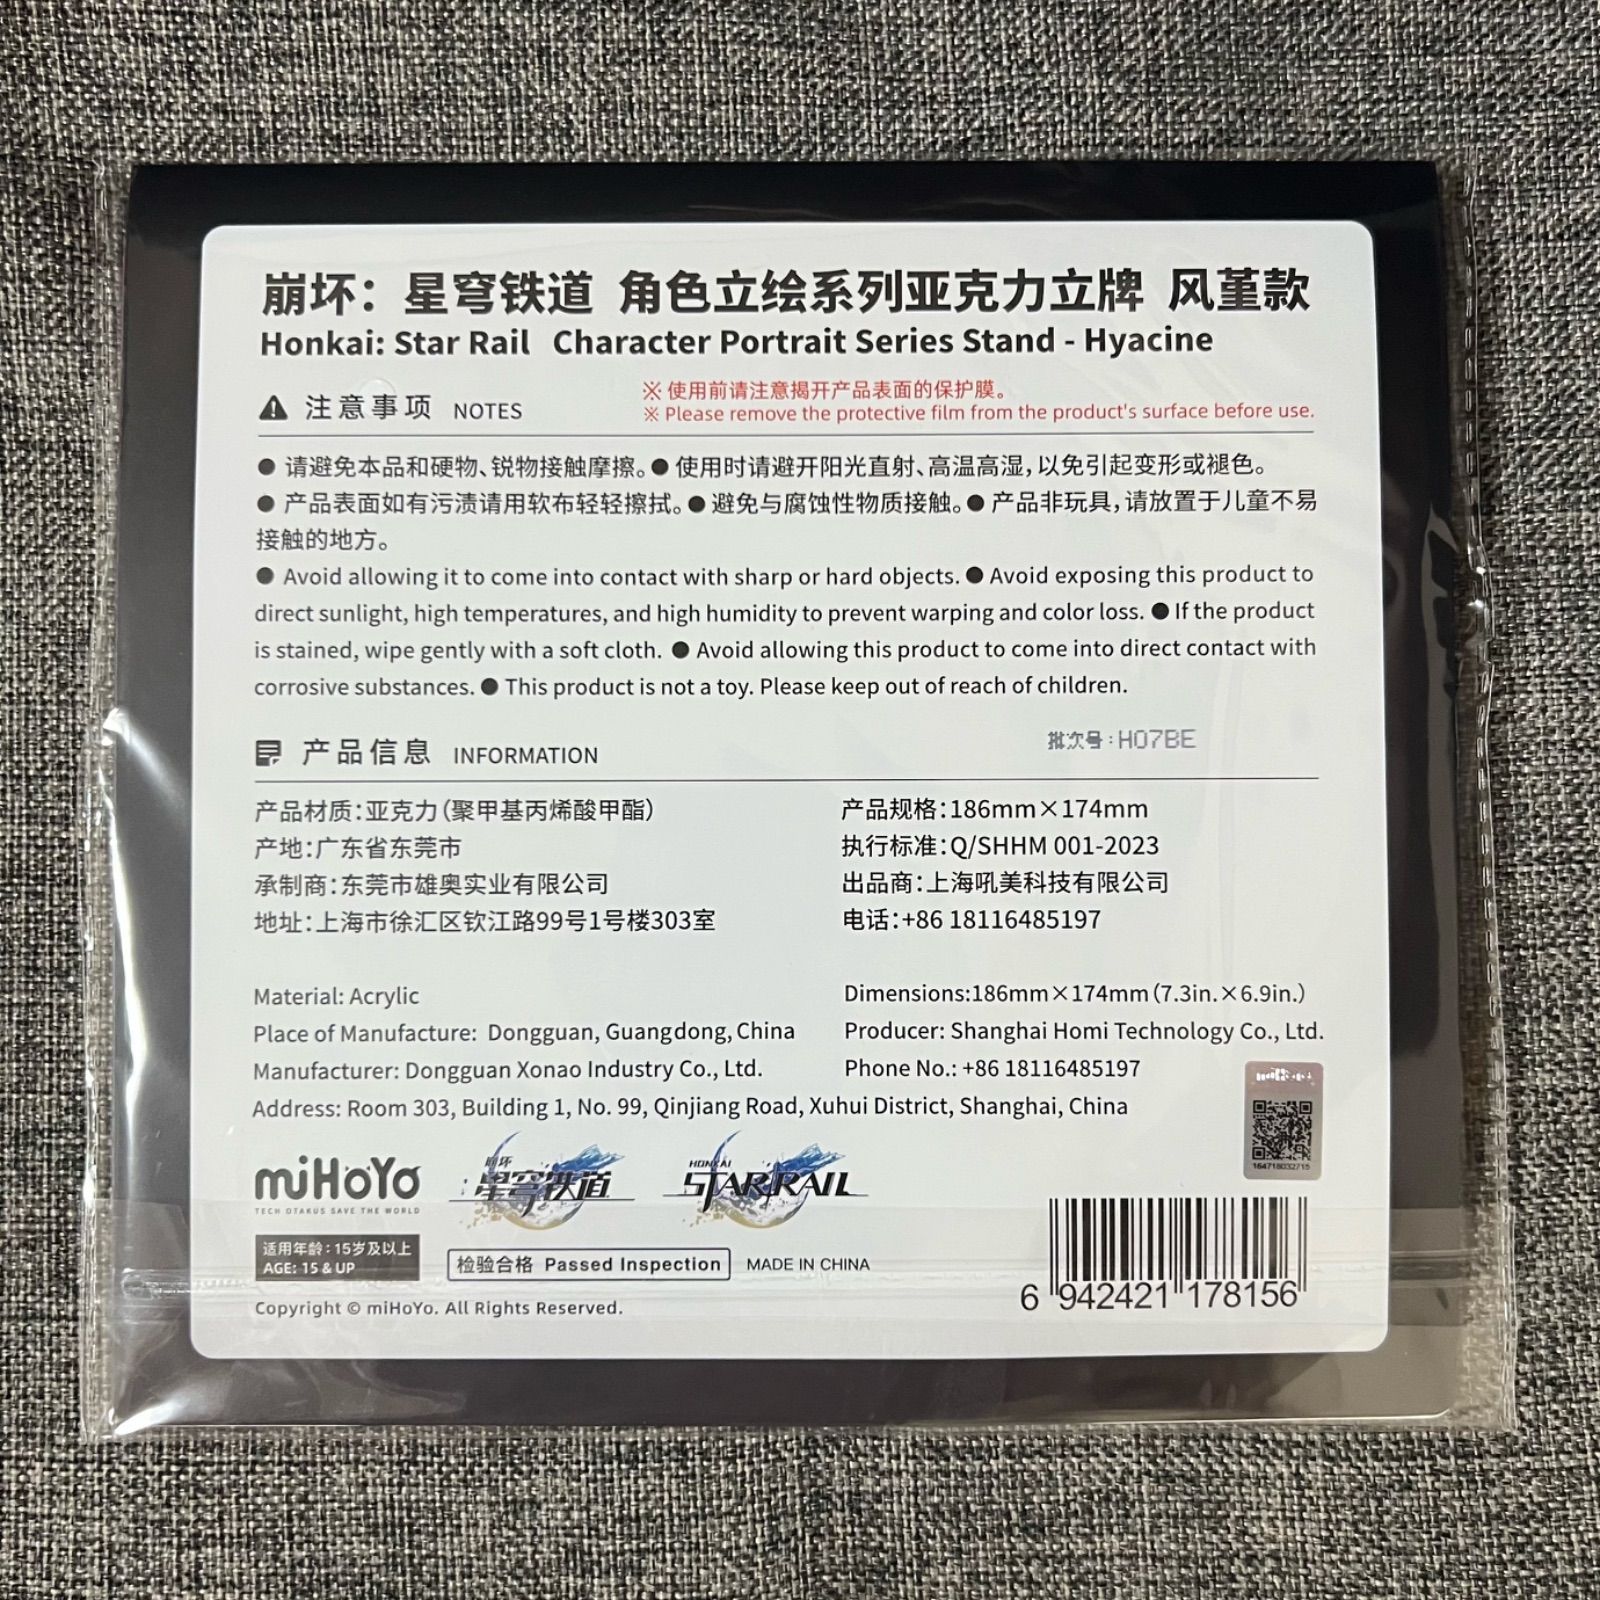 崩坏：星穹铁道 角色立绘系列亚克力立牌 风堇款
Honkai: Star Rail Character Portrait Series Stand - Hyacine
注意事项 NOTES
※ 使用前请注意揭开产品表面的保护膜。
※ Please remove the protective film from the product's surface before use.
● 请避免本品和硬物、锐物接触摩擦。● 使用时请避开阳光直射、高温高湿，以免引起变形或褪色。
● 产品表面如有污渍请用软布轻轻擦拭。● 避免与腐蚀性物质接触。● 产品非玩具，请放置于儿童不易
接触的地方。
● Avoid allowing it to come into contact with sharp or hard objects. ● Avoid exposing this product to
direct sunlight, high temperatures, and high humidity to prevent warping and color loss. ● If the product
is stained, wipe gently with a soft cloth. ● Avoid allowing this product to come into direct contact with
corrosive substances. ● This product is not a toy. Please keep out of reach of children.
产品信息 INFORMATION
批次号：H07BE
产品材质：亚克力（聚甲基丙烯酸甲酯）
产地：广东省东莞市
承制商：东莞市雄奥实业有限公司
地址：上海市徐汇区钦江路99号1号楼303室
产品规格：186mm×174mm
执行标准：Q/SHHM 001-2023
出品商：上海吼美科技有限公司
电话：+86 18116485197
Material: Acrylic
Place of Manufacture: Dongguan, Guangdong, China
Manufacturer: Dongguan Xonao Industry Co., Ltd.
Address: Room 303, Building 1, No. 99, Qinjiang Road, Xuhui District, Shanghai, China
Dimensions:186mm×174mm (7.3in.×6.9in.)
Producer: Shanghai Homi Technology Co., Ltd.
Phone No.: +86 18116485197
miHoYo
164718032715
miHoYo
TECH OTAKUS SAVE THE WORLD
崩坏
星穹铁道
HONKAI
STAR RAIL
适用年龄：15岁及以上
AGE: 15 & UP
检验合格 Passed Inspection
MADE IN CHINA
Copyright © miHoYo. All Rights Reserved.
6 942421 178156